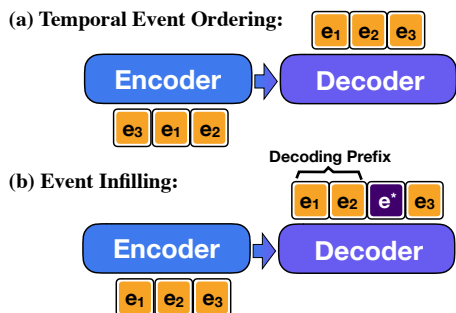 (a) Temporal Event Ordering:
e₁ e₂ e₃
Encoder Decoder
e₃ e₁ e₂
Decoding Prefix
(b) Event Infilling:
e₁ e₂ e* e₃
Encoder Decoder
e₁ e₂ e₃